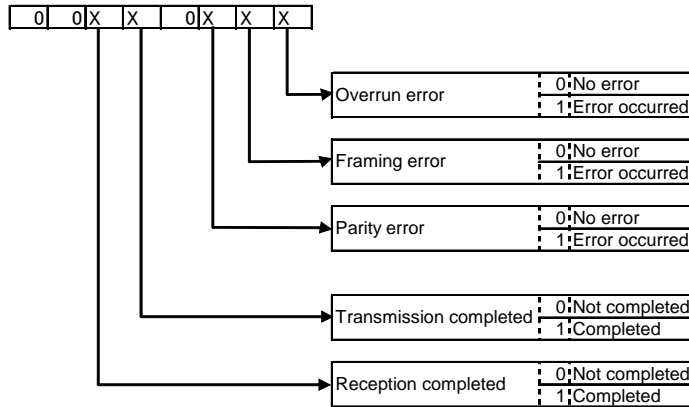 0 0 X X 0 X X X
Overrun error 0 No error
1 Error occurred
Framing error 0 No error
1 Error occurred
Parity error 0 No error
1 Error occurred
Transmission completed 0 Not completed
1 Completed
Reception completed 0 Not completed
1 Completed